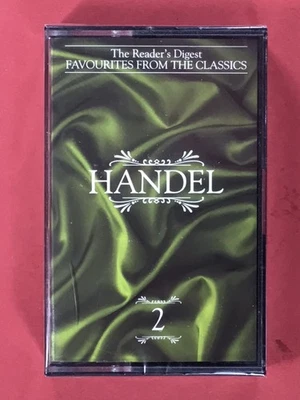 The Reader's Digest
FAVOURITES FROM THE CLASSICS
HANDEL
2